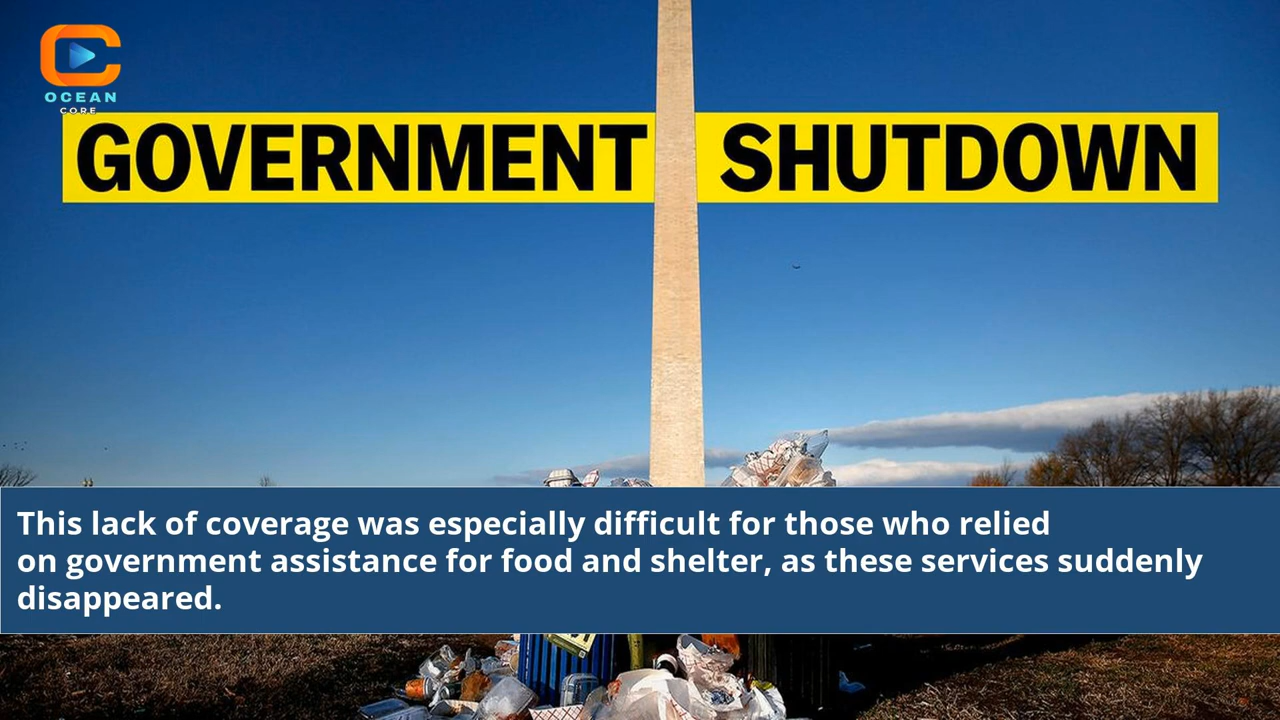 OCEAN
CORE
GOVERNMENT SHUTDOWN
This lack of coverage was especially difficult for those who relied
on government assistance for food and shelter, as these services suddenly
disappeared.